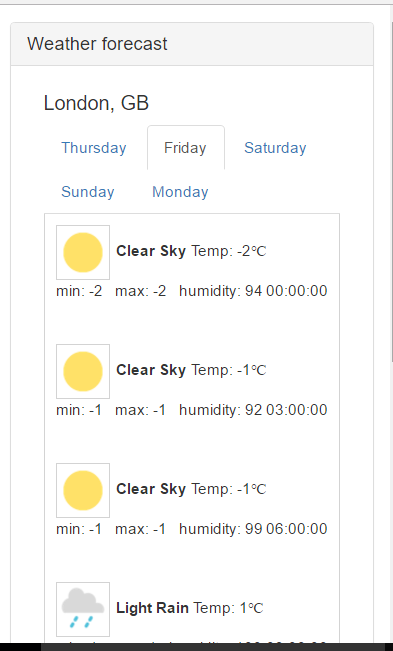 Weather forecast
London, GB
Thursday Friday Saturday
Sunday Monday
Clear Sky Temp: -2℃
min: -2 max: -2 humidity: 94 00:00:00
Clear Sky Temp: -1℃
min: -1 max: -1 humidity: 92 03:00:00
Clear Sky Temp: -1℃
min: -1 max: -1 humidity: 99 06:00:00
Light Rain Temp: 1℃